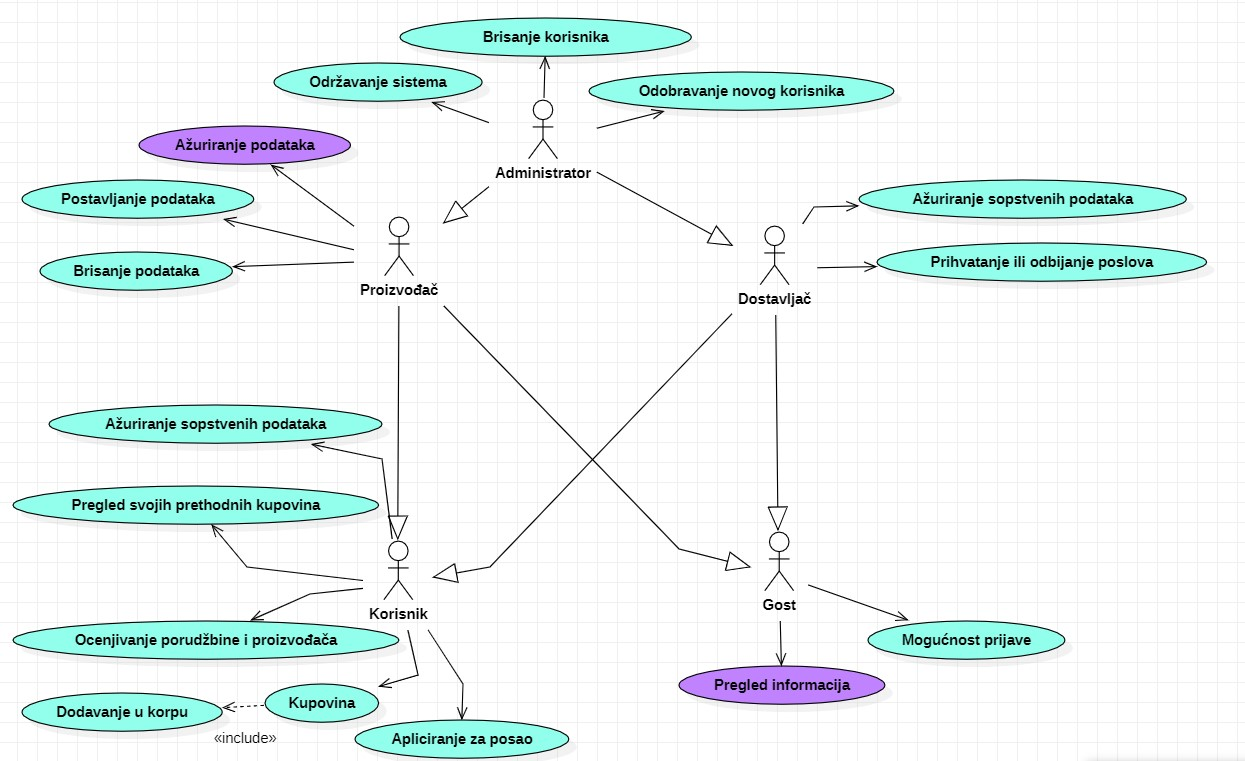 Brisanje korisnika
Održavanje sistema
Odobravanje novog korisnika
Ažuriranje podataka
Administrator
Postavljanje podataka
Ažuriranje sopstvenih podataka
Brisanje podataka
Prihvatanje ili odbijanje poslova
Proizvođač
Dostavljač
Ažuriranje sopstvenih podataka
Pregled svojih prethodnih kupovina
Korisnik
Gost
Ocenjivanje porudžbine i proizvođača
Mogućnost prijave
Pregled informacija
Kupovina
Dodavanje u korpu
«include»
Apliciranje za posao